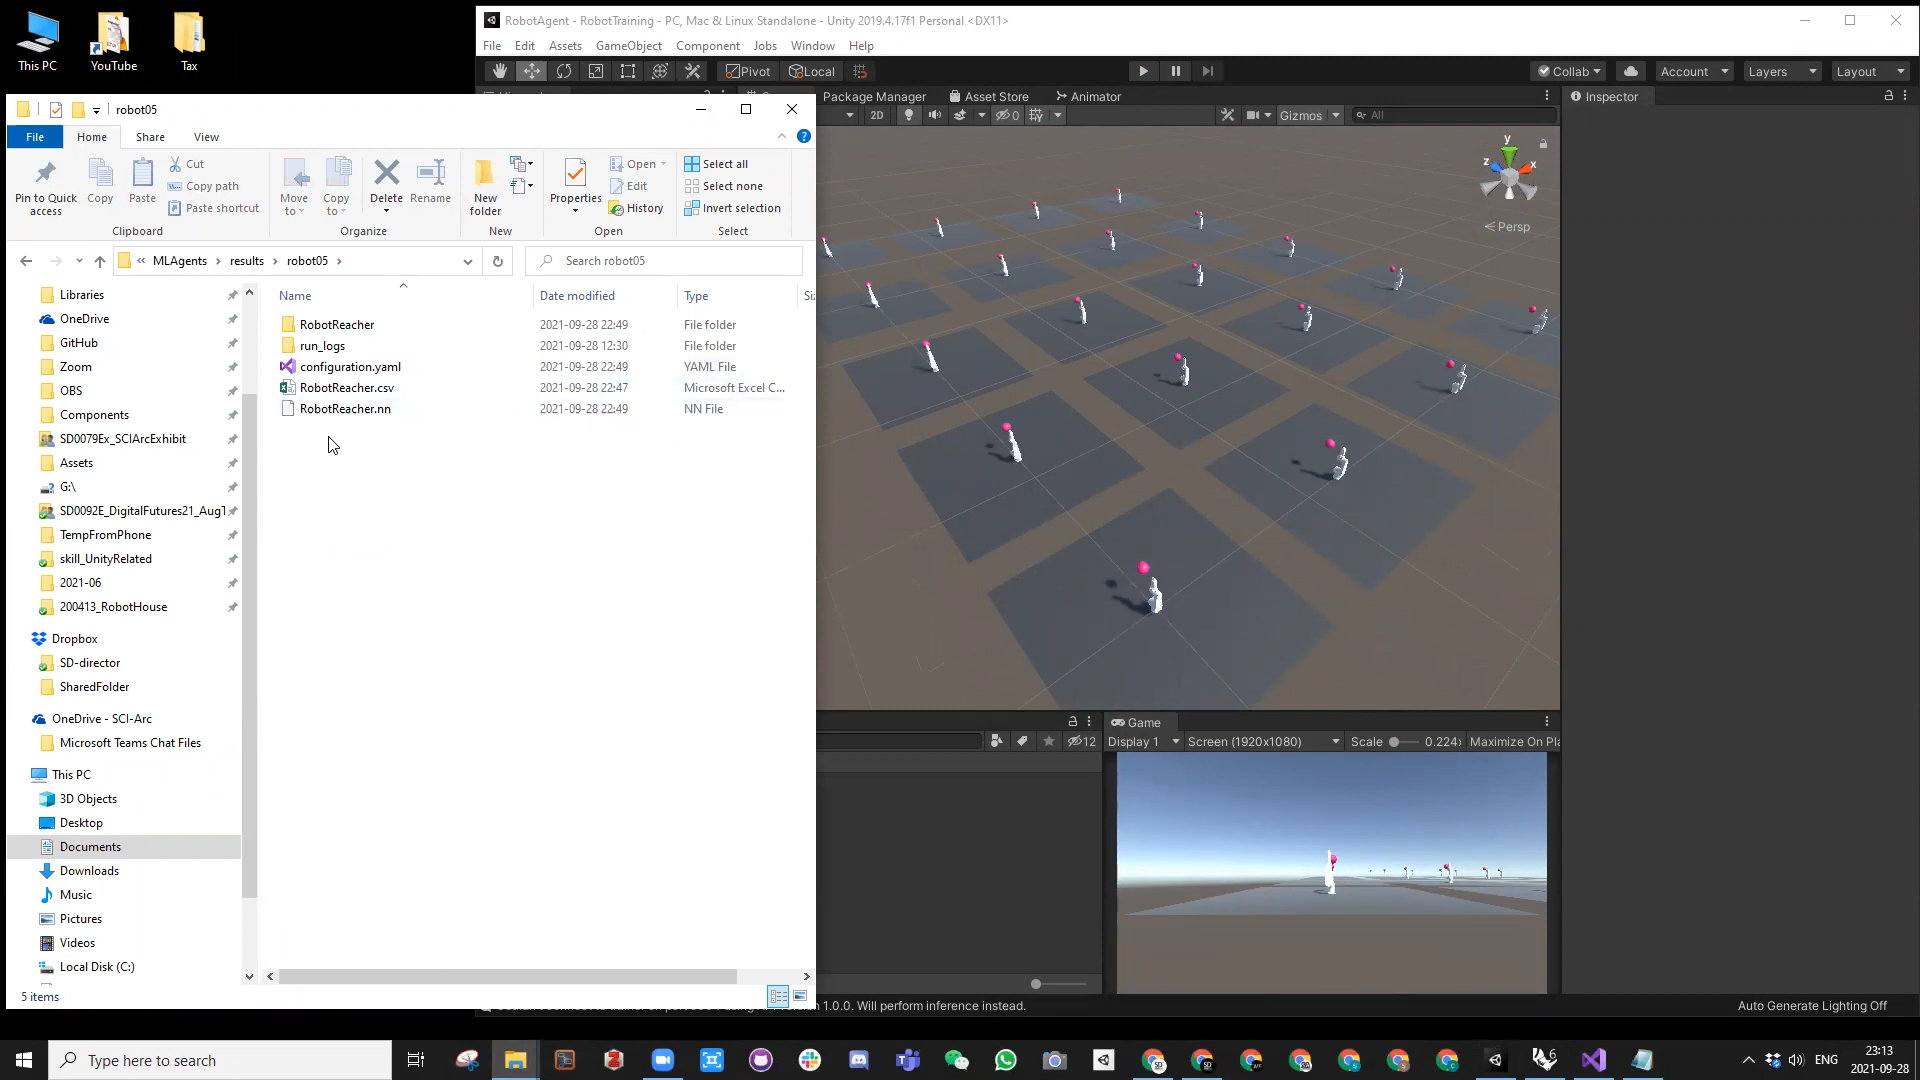 This PC
YouTube
Tax
RobotAgent - RobotTraining - PC, Mac & Linux Standalone - Unity 2019.4.17f1 Personal <DX11>
File Edit Assets GameObject Component Jobs Window Help
Pivot Local Collab Account Layers Layout
Package Manager Asset Store Animator Inspector
2D 0 Gizmos All
y z x
Persp
robot05
File Home Share View
Pin to Quick access
Copy
Paste
Cut
Copy path
Paste shortcut
Clipboard
Move to
Copy to
Delete
Rename
Organize
New folder
New
Properties
Open
Edit
History
Open
Select all
Select none
Invert selection
Select
« MLAgents › results › robot05 ›
Search robot05
Name Date modified Type
RobotReacher 2021-09-28 22:49 File folder
run_logs 2021-09-28 12:30 File folder
configuration.yaml 2021-09-28 22:49 YAML File
RobotReacher.csv 2021-09-28 22:47 Microsoft Excel C...
RobotReacher.nn 2021-09-28 22:49 NN File
Libraries
OneDrive
GitHub
Zoom
OBS
Components
SD0079Ex_SCIArcExhibit
Assets
G:\
SD0092E_DigitalFutures21_Aug
TempFromPhone
skill_UnityRelated
2021-06
200413_RobotHouse
Dropbox
SD-director
SharedFolder
OneDrive - SCI-Arc
Microsoft Teams Chat Files
This PC
3D Objects
Desktop
Documents
Downloads
Music
Pictures
Videos
Local Disk (C:)
5 items
12
Game
Display 1 Screen (1920x1080) Scale 0.224 Maximize On Pl
1.0.0. Will perform inference instead.
Auto Generate Lighting Off
Type here to search
ENG
23:13
2021-09-28